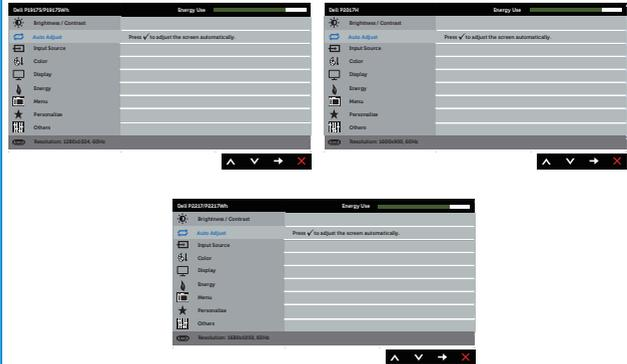 Dell P1917S/P1917SWh Energy Use
Brightness / Contrast
Auto Adjust Press ✓ to adjust the screen automatically.
Input Source
Color
Display
Energy
Menu
Personalize
Others
Resolution: 1280x1024, 60Hz
Dell P2017H Energy Use
Brightness / Contrast
Auto Adjust Press ✓ to adjust the screen automatically.
Input Source
Color
Display
Energy
Menu
Personalize
Others
Resolution: 1600x900, 60Hz
Dell P2217/P2217Wh Energy Use
Brightness / Contrast
Auto Adjust Press ✓ to adjust the screen automatically.
Input Source
Color
Display
Energy
Menu
Personalize
Others
Resolution: 1680x1050, 60Hz